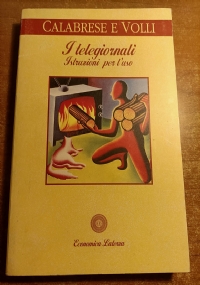 CALABRESE E VOLLI
I telegiornali
Istruzioni per l'uso
Economica Laterza